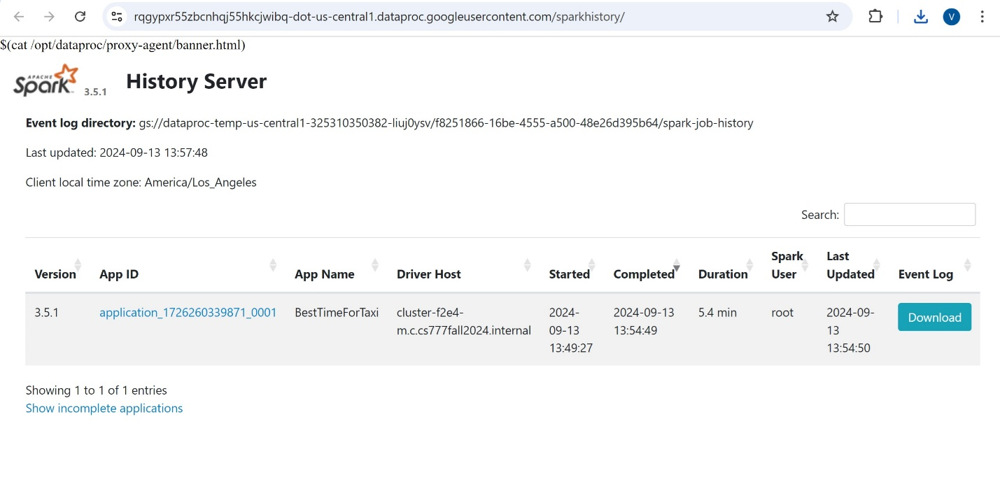 rqgypxr55zbcnhqj55hkcjwibq-dot-us-central1.dataproc.googleusercontent.com/sparkhistory/
V
$(cat /opt/dataproc/proxy-agent/banner.html)
APACHE Spark 3.5.1 History Server
Event log directory: gs://dataproc-temp-us-central1-325310350382-liuj0ysv/f8251866-16be-4555-a500-48e26d395b64/spark-job-history
Last updated: 2024-09-13 13:57:48
Client local time zone: America/Los_Angeles
Search:
Version App ID App Name Driver Host Started Completed Duration Spark User Last Updated Event Log
3.5.1 application_1726260339871_0001 BestTimeForTaxi cluster-f2e4- 2024- 2024-09-13 5.4 min root 2024-09- Download
m.c.cs777fall2024.internal 09-13 13:54:49 13
13:49:27 13:54:50
Showing 1 to 1 of 1 entries
Show incomplete applications